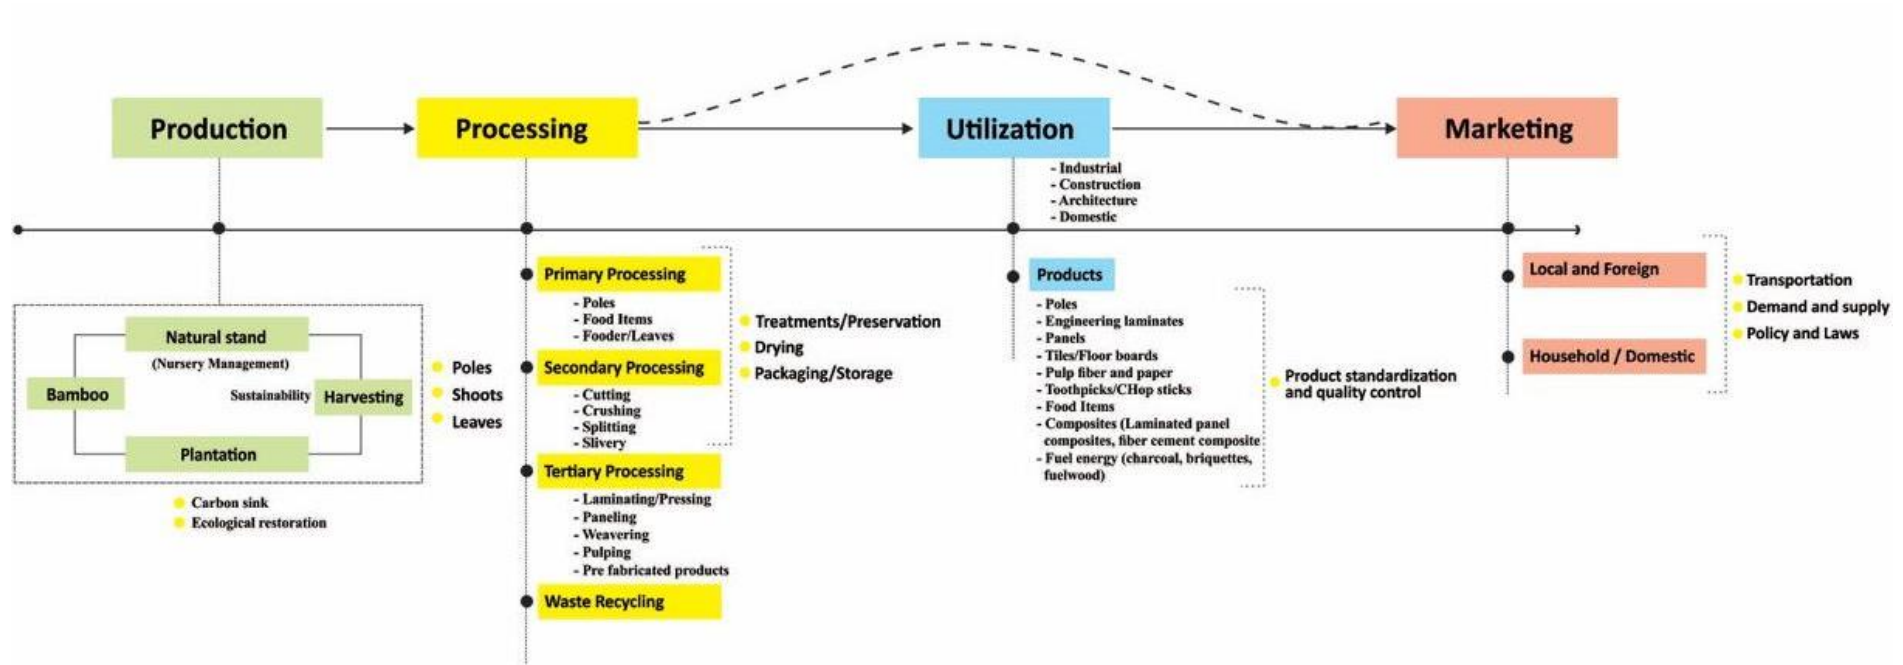 Production
Processing
Utilization
Marketing
- Industrial
- Construction
- Architecture
- Domestic
Natural stand
(Nursery Management)
Bamboo
Sustainability
Harvesting
Plantation
Poles
Shoots
Leaves
Carbon sink
Ecological restoration
Primary Processing
- Poles
- Food Items
- Fooder/Leaves
Secondary Processing
- Cutting
- Crushing
- Splitting
- Slivery
Treatments/Preservation
Drying
Packaging/Storage
Tertiary Processing
- Laminating/Pressing
- Paneling
- Weavering
- Pulping
- Pre fabricated products
Waste Recycling
Products
- Poles
- Engineering laminates
- Panels
- Tiles/Floor boards
- Pulp fiber and paper
- Toothpicks/CHop sticks
- Food Items
- Composites (Laminated panel
composites, fiber cement composite
- Fuel energy (charcoal, briquettes,
fuelwood)
Product standardization
and quality control
Local and Foreign
Household / Domestic
Transportation
Demand and supply
Policy and Laws